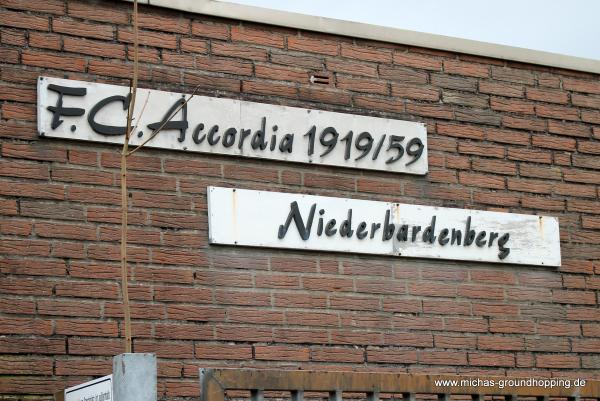 F.C. Accordia 1919/59
Niederbardenberg
www.michas-groundhopping.de